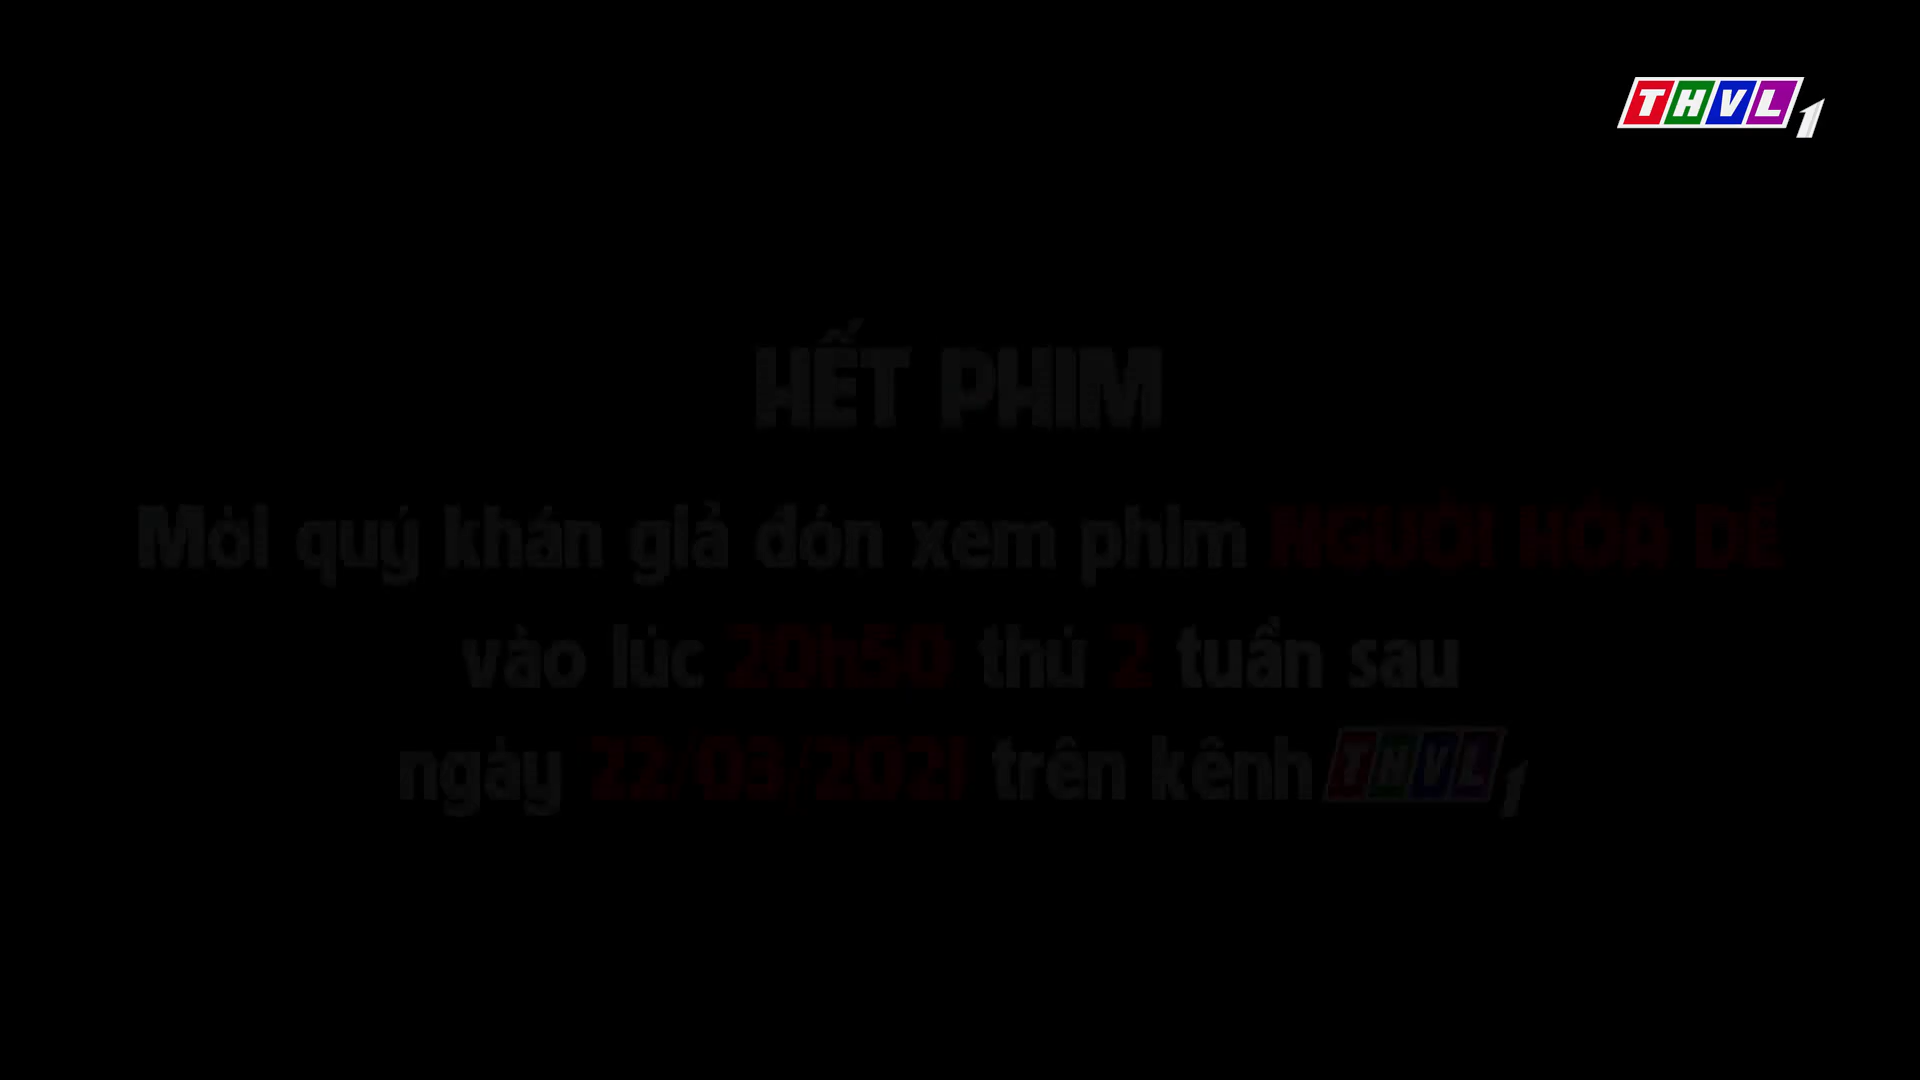 THVL1
HẾT PHIM
Mời quý khán giả đón xem phim NGƯỜI HÓA DẾ
vào lúc 20h50 thứ 2 tuần sau
ngày 22/03/2021 trên kênh THVL1